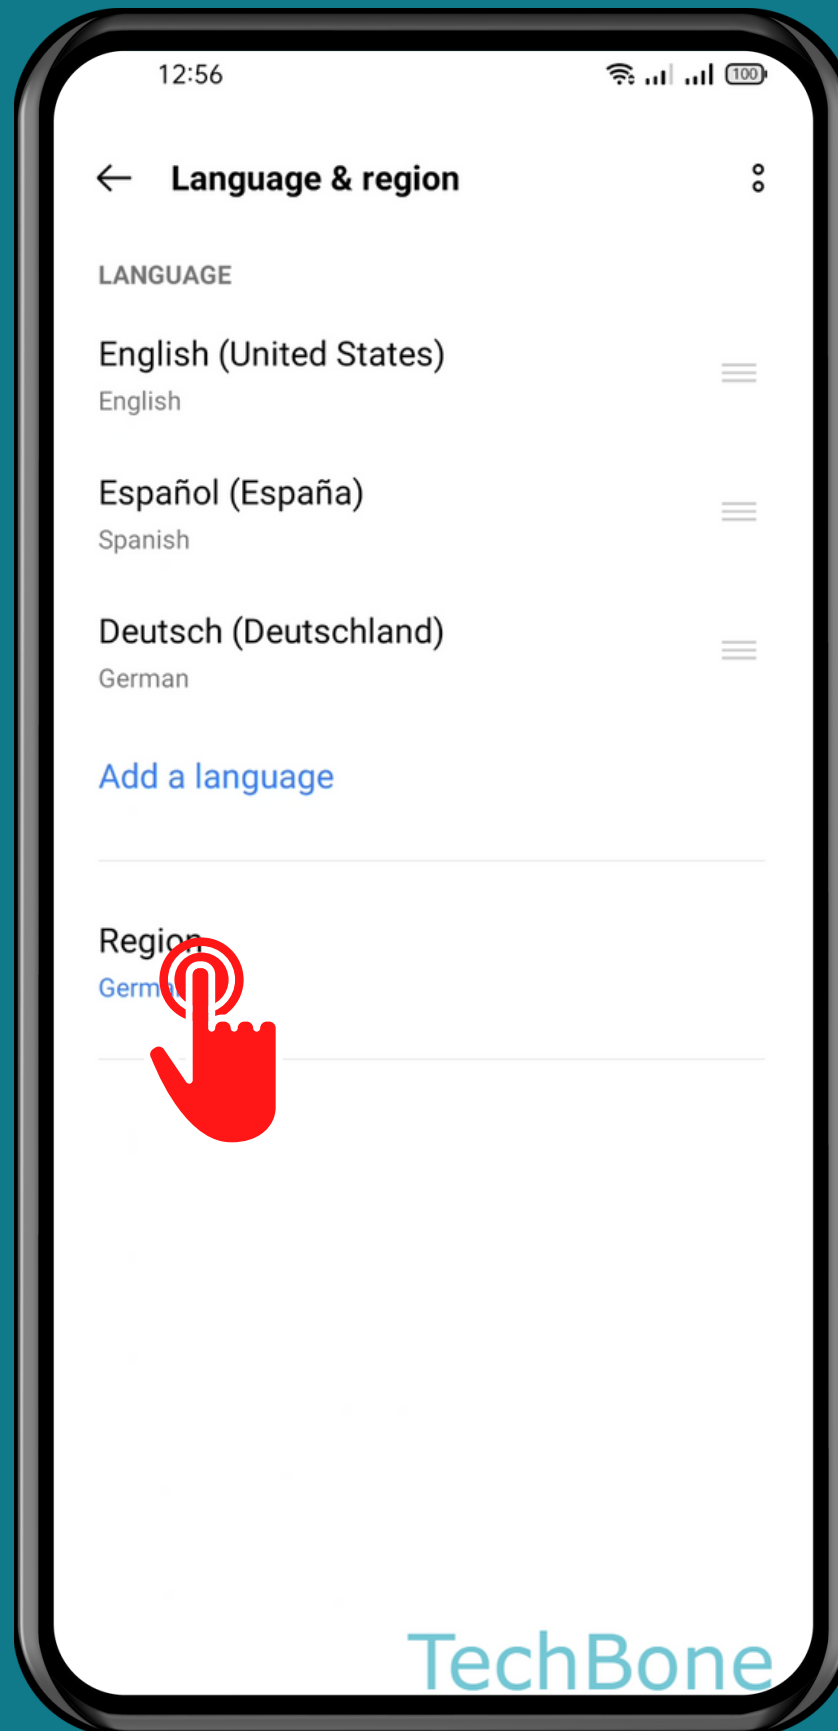 12:56
100
Language & region
LANGUAGE
English (United States)
English
Español (España)
Spanish
Deutsch (Deutschland)
German
Add a language
Region
TechBone